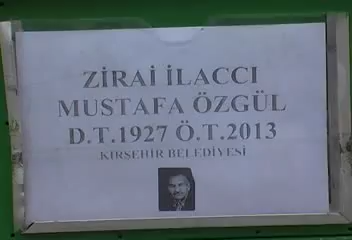 ZİRAİ İLACCI
MUSTAFA ÖZGÜL
D.T.1927 Ö.T.2013
KIRŞEHİR BELEDİYESİ